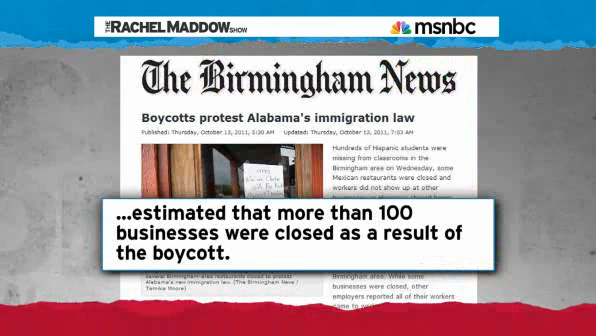 THE RACHEL MADDOW SHOW
msnbc
The Birmingham News
Boycotts protest Alabama's immigration law
Published: Thursday, October 13, 2011, 5:30 AM Updated: Thursday, October 13, 2011, 7:03 AM
Hundreds of Hispanic students were
missing from classrooms in the
Birmingham area on Wednesday, some
Mexican restaurants were closed and
workers did not show up at other
...estimated that more than 100
businesses were closed as a result of
the boycott.
several Birmingham-area restaurants closed to protest
Alabama's new immigration law. (The Birmingham News /
Tamika Moore)
Birmingham area. While some
businesses were closed, other
employers reported all of their workers